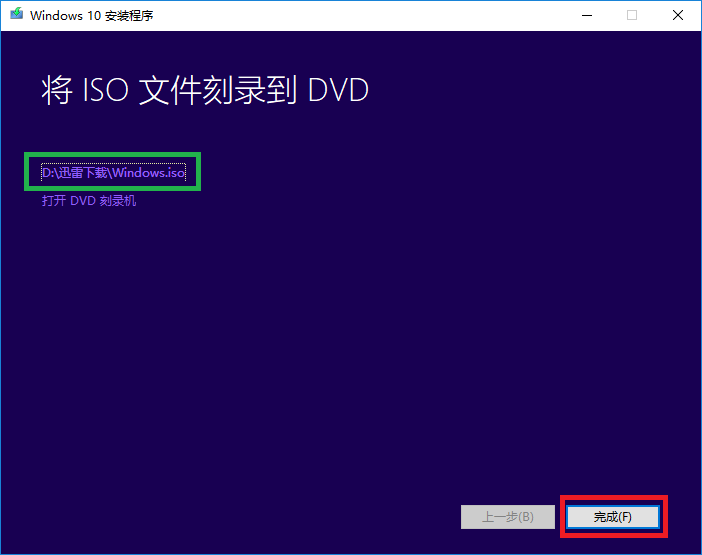 Windows 10 安装程序
将 ISO 文件刻录到 DVD
D:\迅雷下载\Windows.iso
打开 DVD 刻录机
上一步(B)
完成(F)